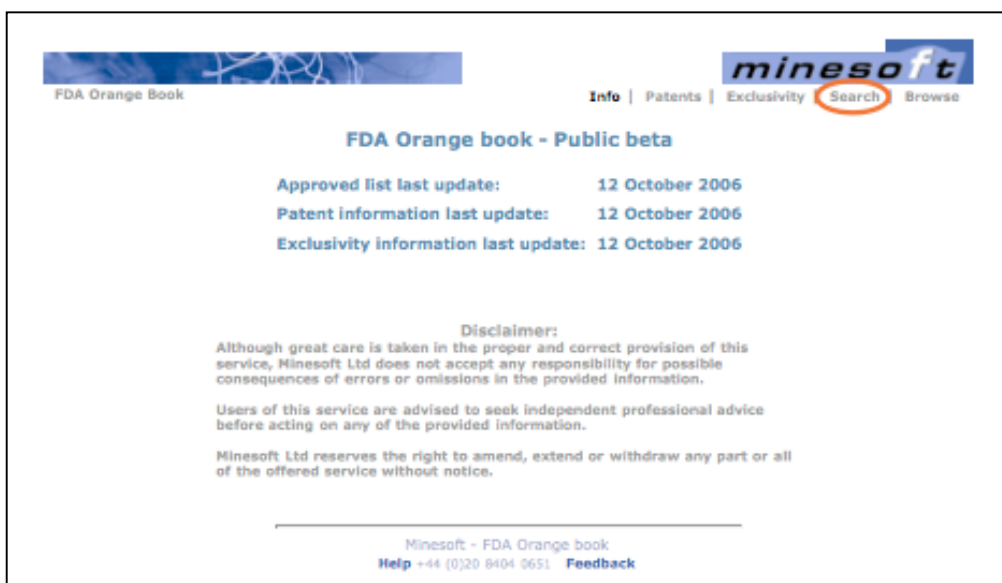 minesoft
FDA Orange Book
Info | Patents | Exclusivity | Search | Browse
FDA Orange book - Public beta
Approved list last update: 12 October 2006
Patent information last update: 12 October 2006
Exclusivity information last update: 12 October 2006
Disclaimer:
Although great care is taken in the proper and correct provision of this
service, Minesoft Ltd does not accept any responsibility for possible
consequences of errors or omissions in the provided information.
Users of this service are advised to seek independent professional advice
before acting on any of the provided information.
Minesoft Ltd reserves the right to amend, extend or withdraw any part or all
of the offered service without notice.
Minesoft - FDA Orange book
Help +44 (0)20 8404 0651 Feedback